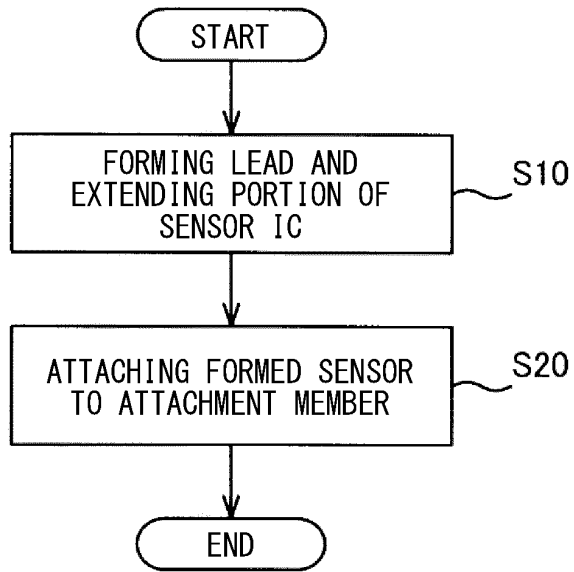 START
FORMING LEAD AND
EXTENDING PORTION OF
SENSOR IC
S10
ATTACHING FORMED SENSOR
TO ATTACHMENT MEMBER
S20
END